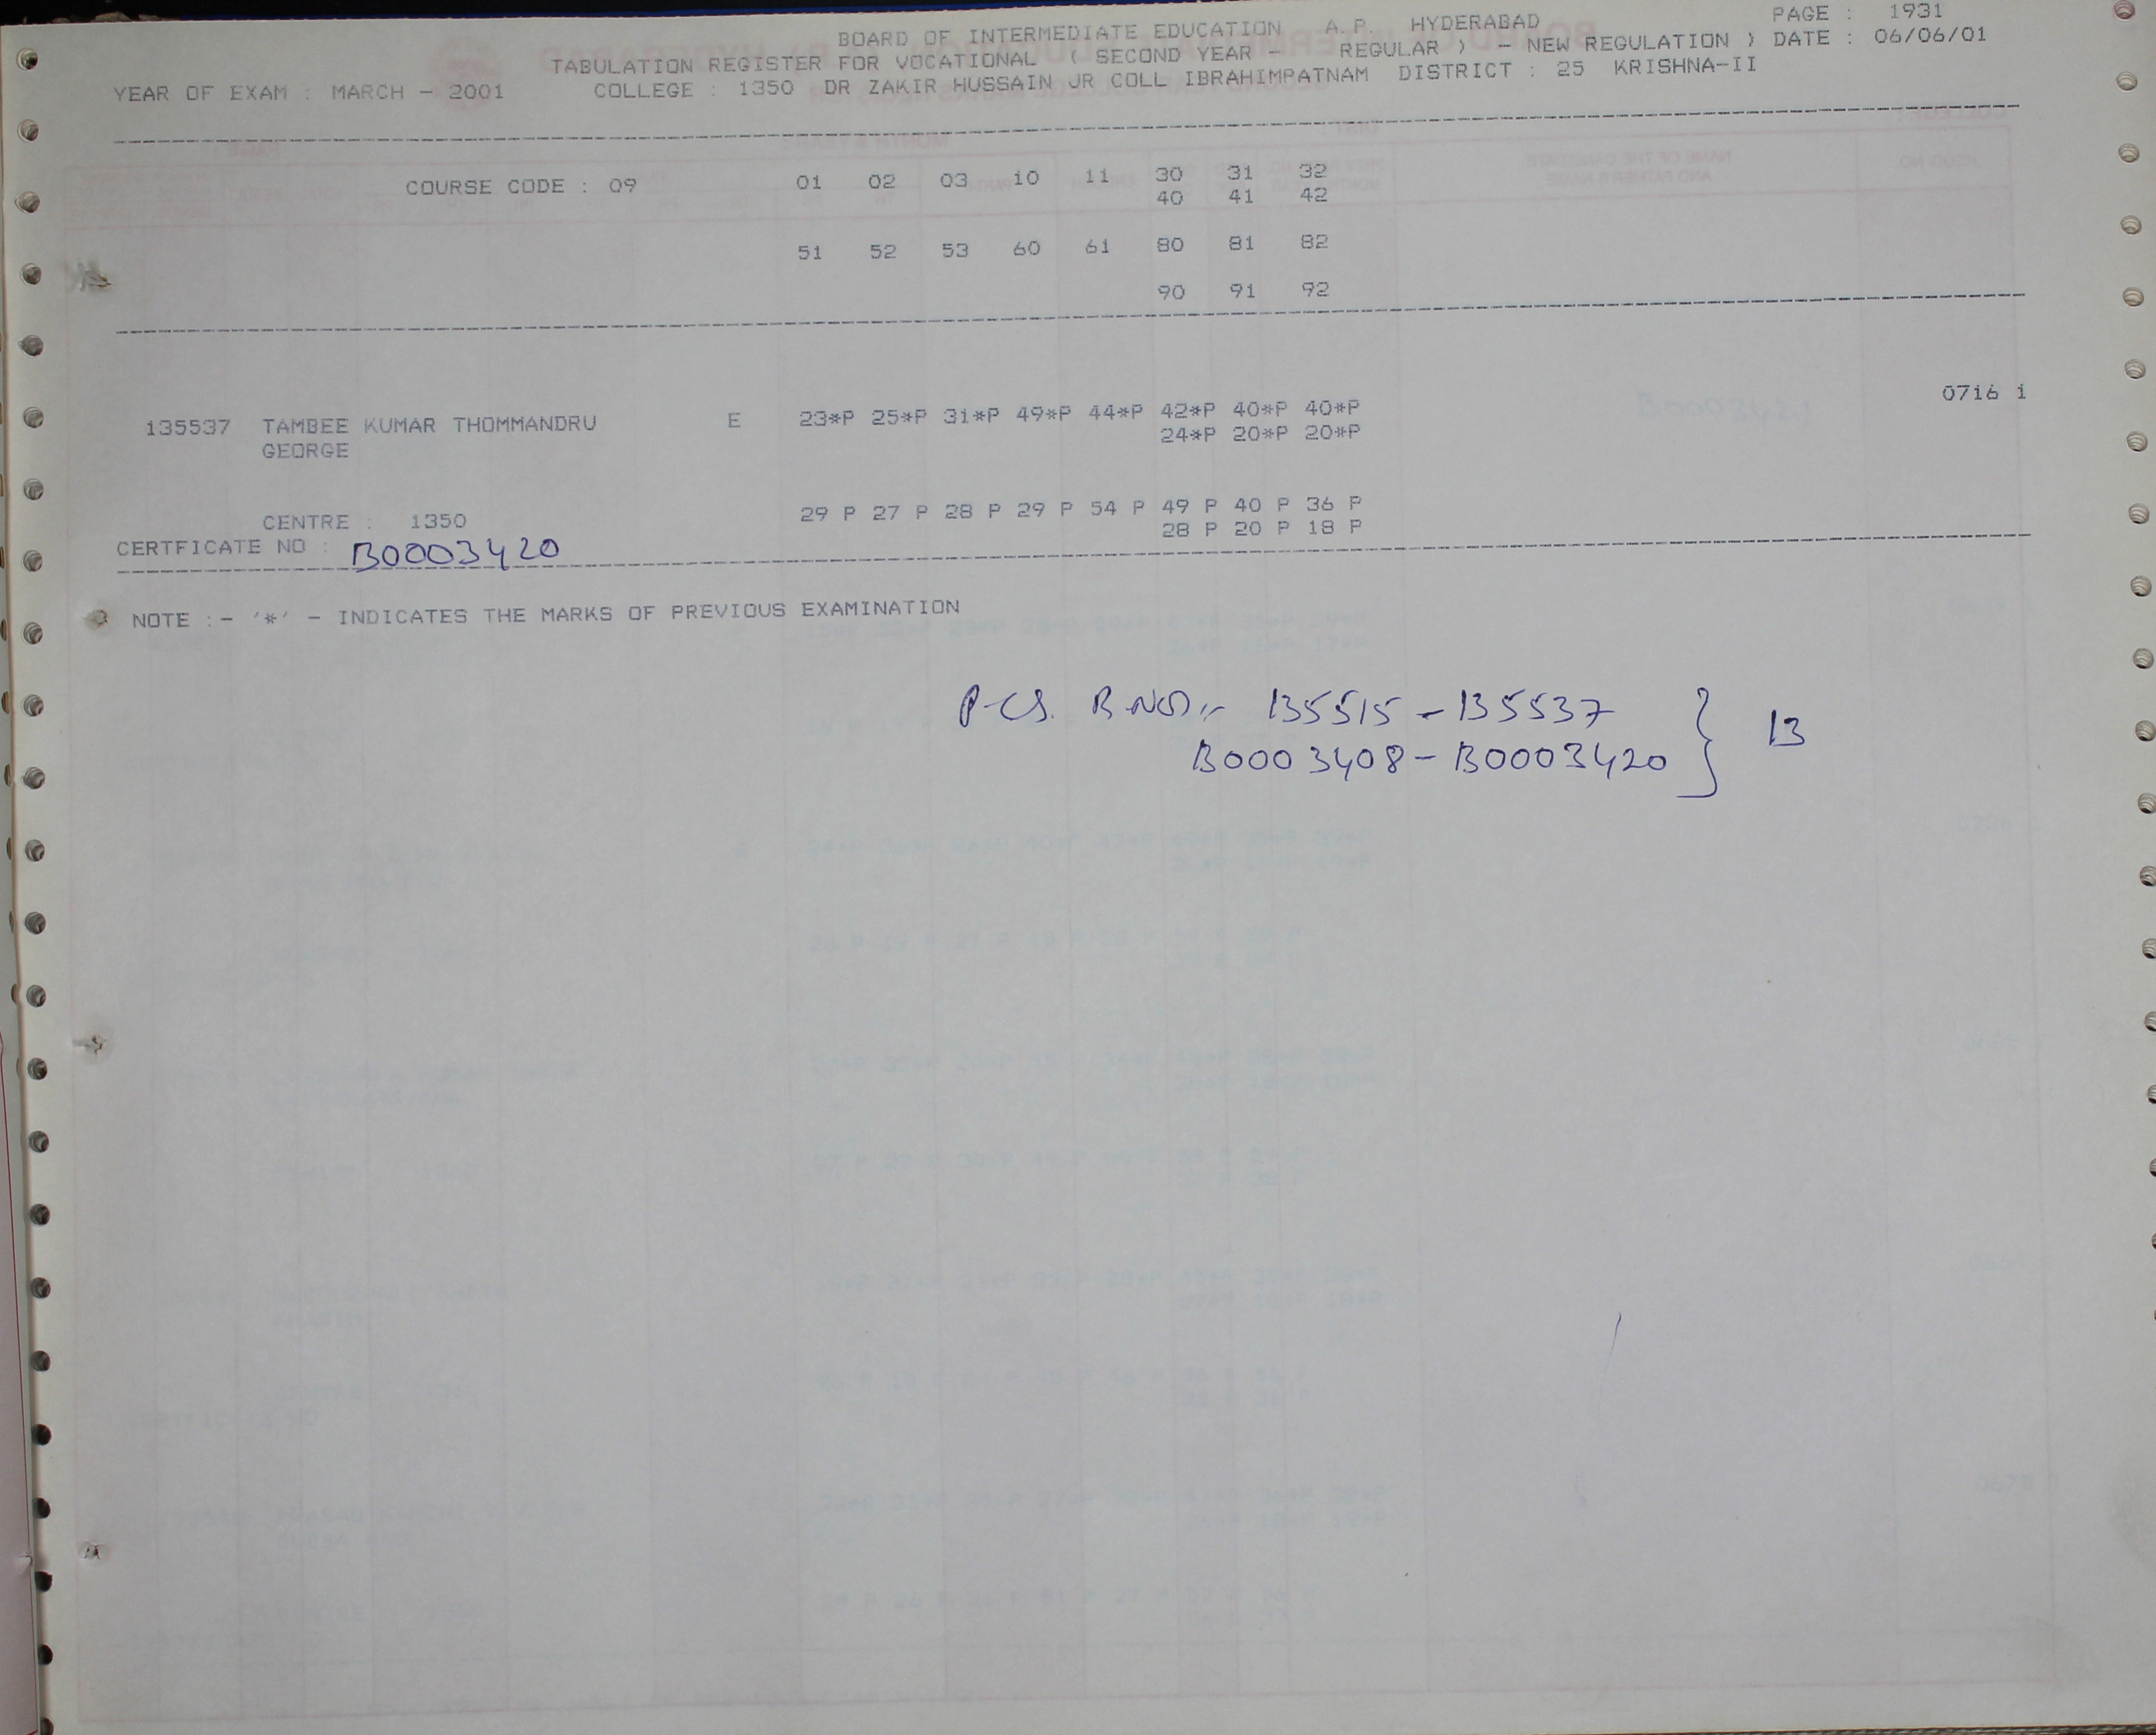 BOARD OF INTERMEDIATE EDUCATION A.P. HYDERABAD PAGE : 1931
TABULATION REGISTER FOR VOCATIONAL ( SECOND YEAR - REGULAR ) - NEW REGULATION ) DATE : 06/06/01
YEAR OF EXAM : MARCH - 2001 COLLEGE : 1350 DR ZAKIR HUSSAIN JR COLL IBRAHIMPATNAM DISTRICT : 25 KRISHNA-II
COURSE CODE : 09 01 02 03 10 11 30 31 32
40 41 42
51 52 53 60 61 80 81 82
90 91 92
0716 1
135537 TAMBEE KUMAR THOMMANDRU E 23*P 25*P 31*P 49*P 44*P 42*P 40*P 40*P
GEORGE 24*P 20*P 20*P
CENTRE : 1350 29 P 27 P 28 P 29 P 54 P 49 P 40 P 36 P
28 P 20 P 18 P
CERTFICATE NO : B0003420
NOTE :- '*' - INDICATES THE MARKS OF PREVIOUS EXAMINATION
135515 - 135537 } 13
B0003408 - B0003420